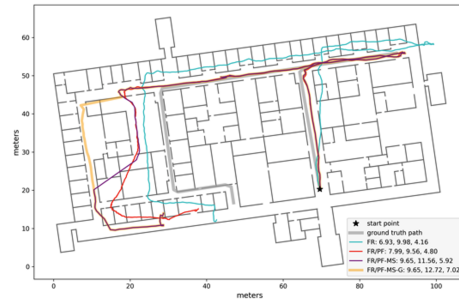 60
50
40
30
20
10
0
meters
0
20
40
60
80
100
meters
start point
ground truth path
FR: 6.93, 9.98, 4.16
FR/PF: 7.99, 9.56, 4.80
FR/PF-MS: 9.65, 11.56, 5.92
FR/PF-MS-G: 9.65, 12.72, 7.02